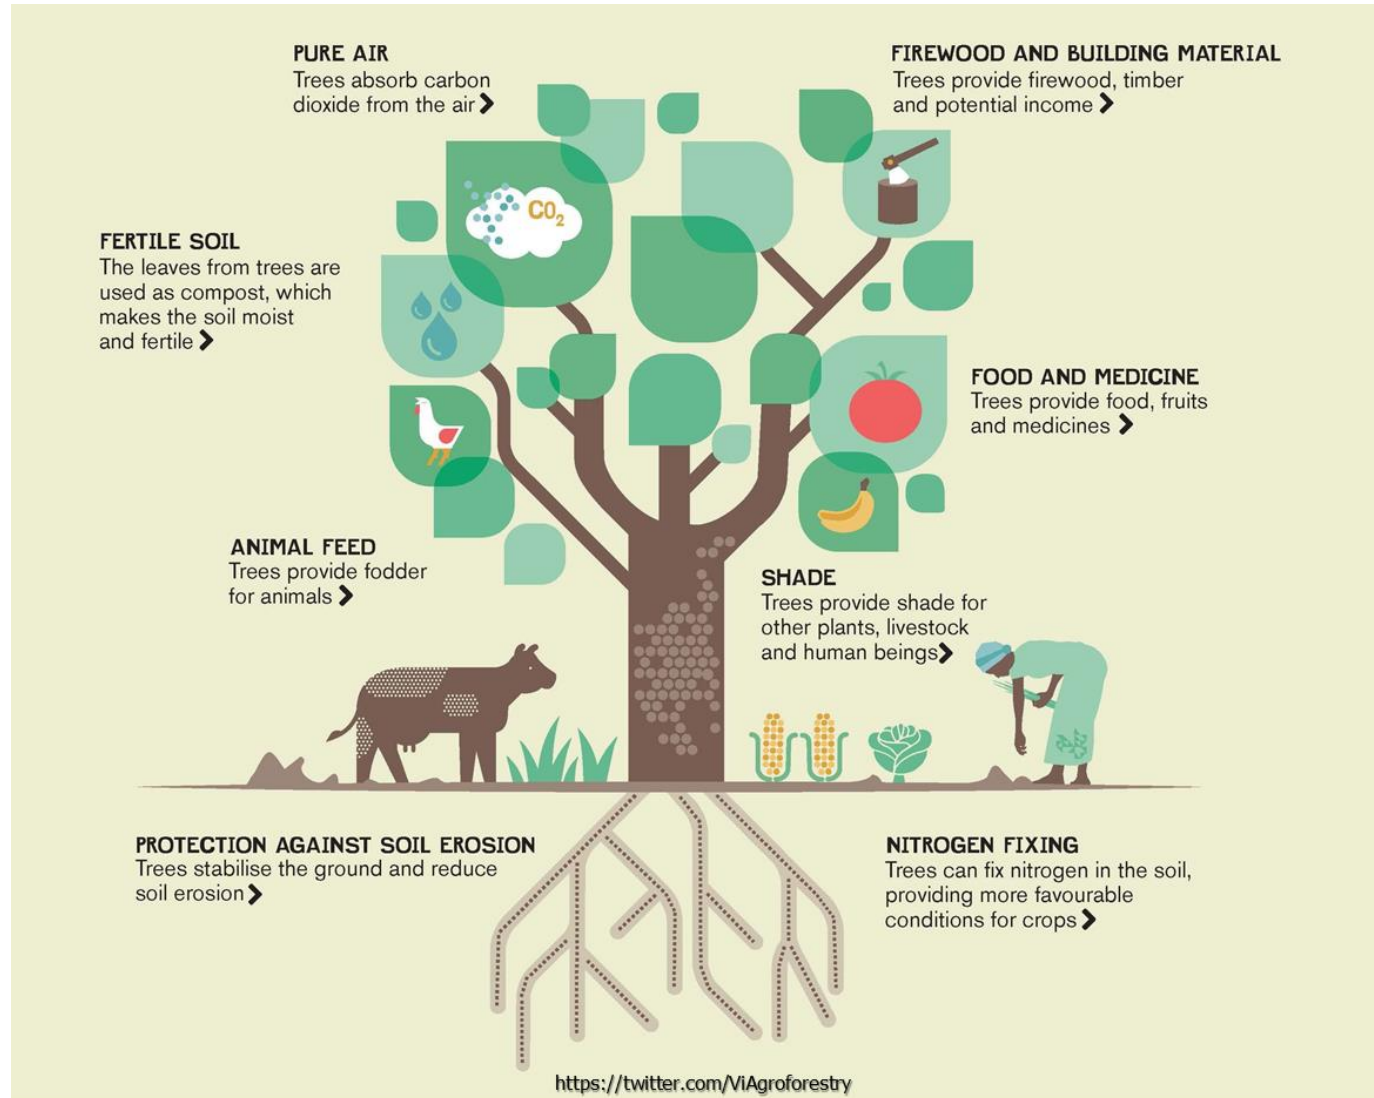 PURE AIR
Trees absorb carbon
dioxide from the air
FIREWOOD AND BUILDING MATERIAL
Trees provide firewood, timber
and potential income
CO₂
FERTILE SOIL
The leaves from trees are
used as compost, which
makes the soil moist
and fertile
FOOD AND MEDICINE
Trees provide food, fruits
and medicines
ANIMAL FEED
Trees provide fodder
for animals
SHADE
Trees provide shade for
other plants, livestock
and human beings
PROTECTION AGAINST SOIL EROSION
Trees stabilise the ground and reduce
soil erosion
NITROGEN FIXING
Trees can fix nitrogen in the soil,
providing more favourable
conditions for crops
https://twitter.com/ViAgroforestry